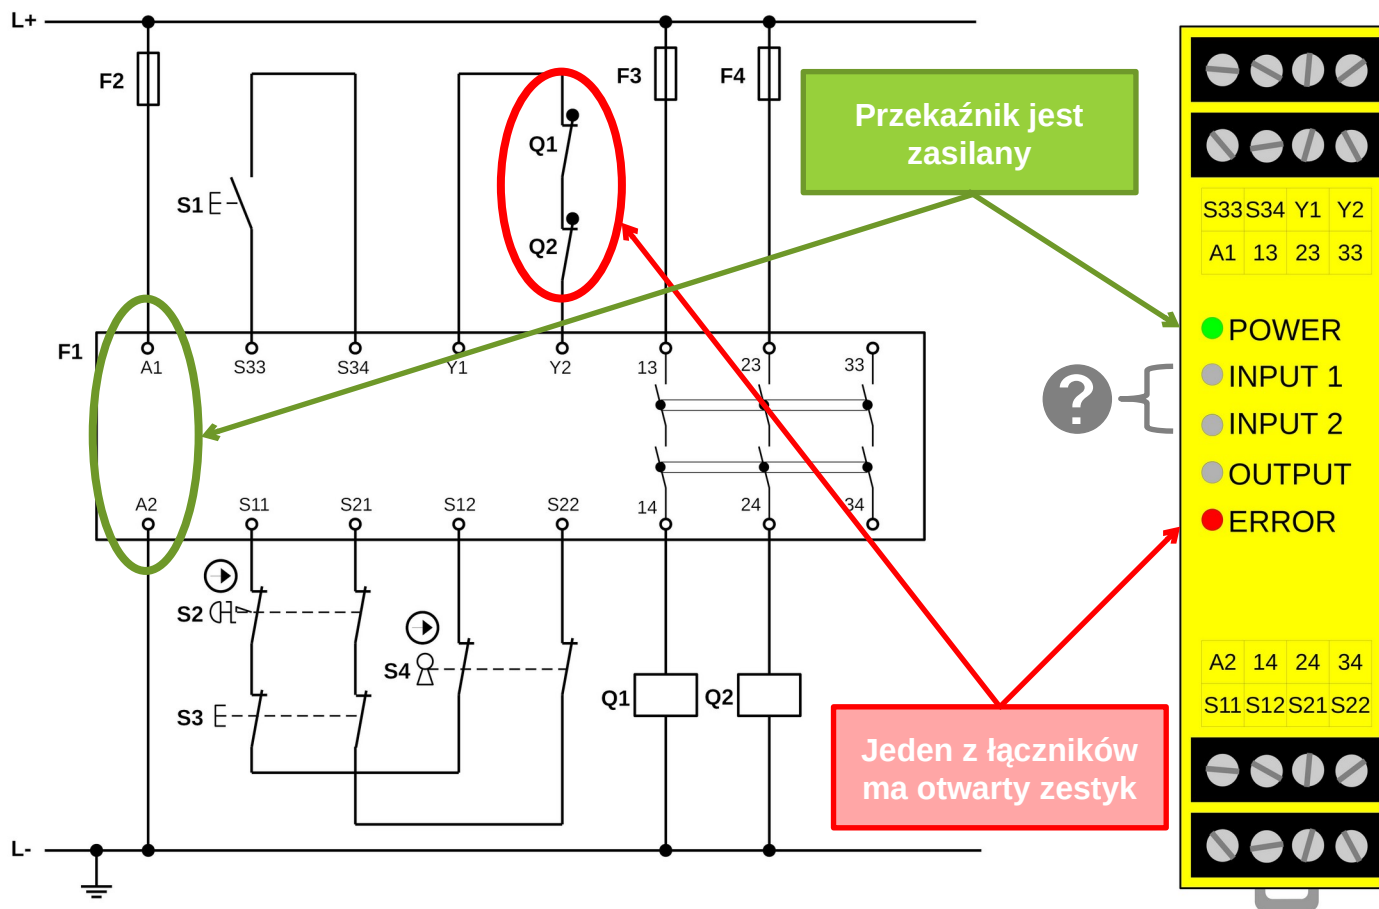 L+
F2
F3
F4
Przekaźnik jest
zasilany
Q1
S1
Q2
S33 S34 Y1 Y2
A1 13 23 33
F1
A1
S33
S34
Y1
Y2
13
23
33
POWER
INPUT 1
?
INPUT 2
OUTPUT
ERROR
A2
S11
S21
S12
S22
14
24
34
S2
S4
S3
Q1
Q2
A2 14 24 34
S11 S12 S21 S22
Jeden z łączników
ma otwarty zestyk
L-